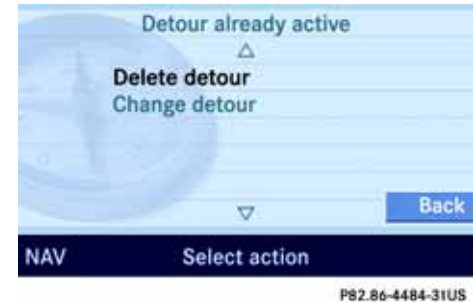 Detour already active
Delete detour
Change detour
Back
NAV Select action
P82.86-4484-31US